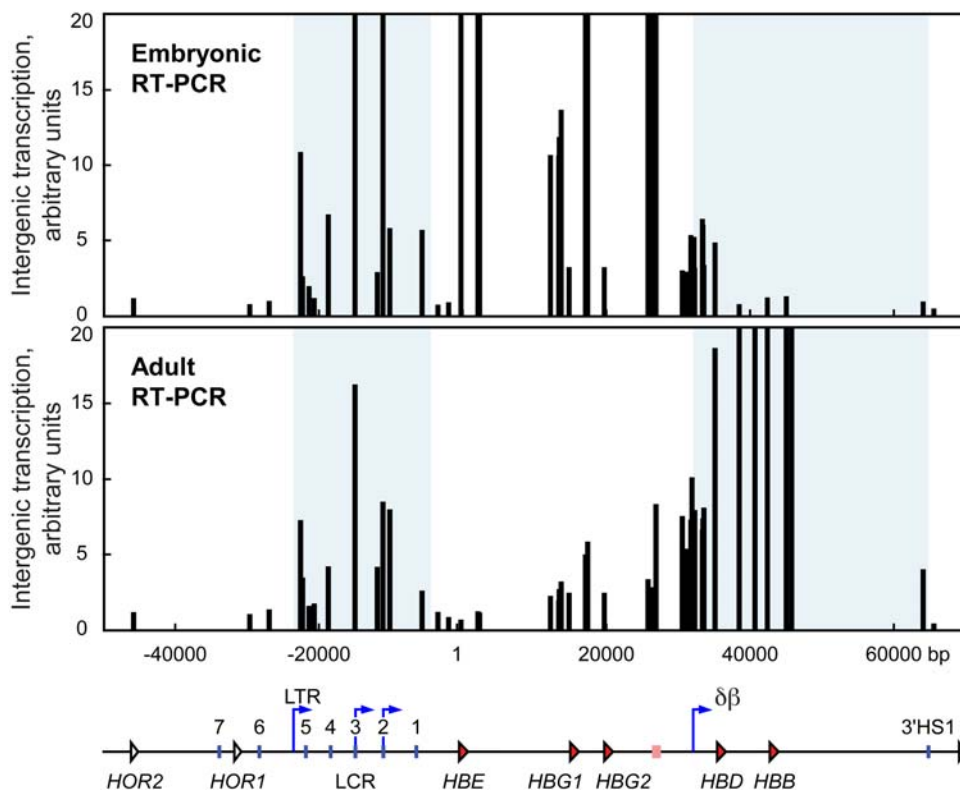 Intergenic transcription,
arbitrary units
20
15
10
5
0
Embryonic
RT-PCR
Intergenic transcription,
arbitrary units
20
15
10
5
0
Adult
RT-PCR
-40000 -20000 1 20000 40000 60000 bp
LTR δβ
7 6 5 4 3 2 1 3'HS1
HOR2 HOR1 LCR HBE HBG1 HBG2 HBD HBB